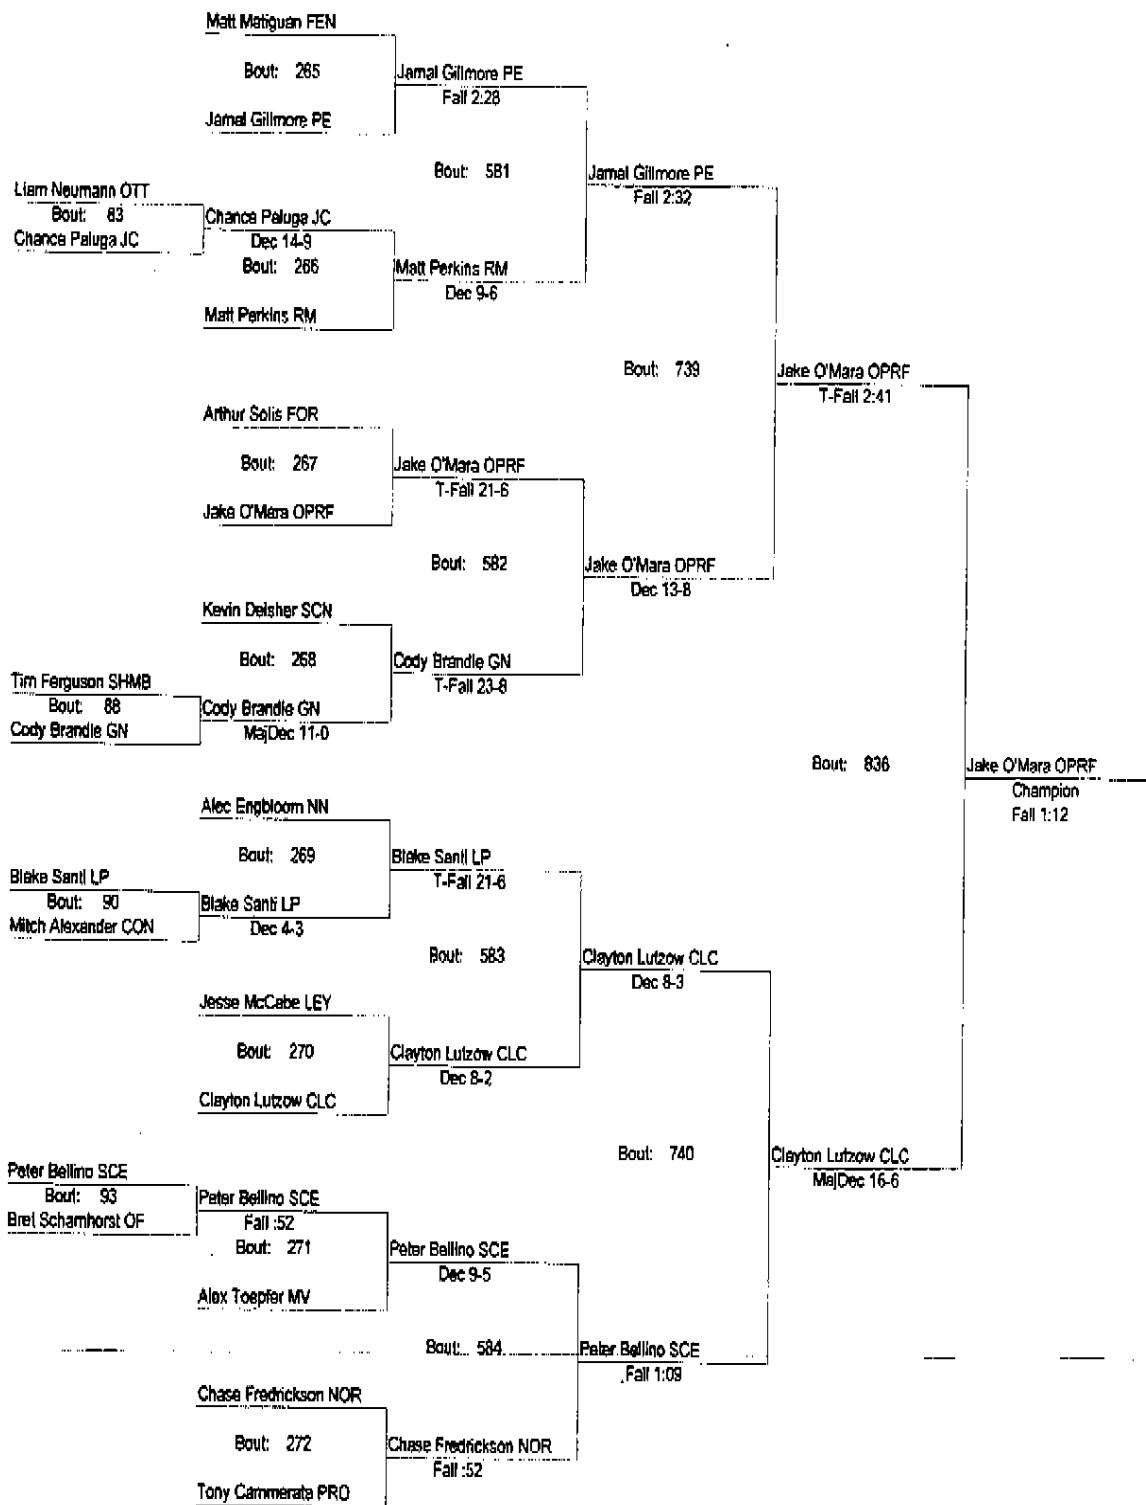 Matt Matiguan FEN
Bout: 265
Jamal Gillmore PE
Fall 2:28
Jamal Gillmore PE
Bout: 581
Jamal Gillmore PE
Fall 2:32
Liam Neumann OTT
Bout: 83
Chance Paluga JC
Chance Paluga JC
Dec 14-9
Bout: 266
Matt Perkins RM
Dec 9-6
Matt Perkins RM
Bout: 739
Jake O'Mara OPRF
T-Fall 2:41
Arthur Solis FOR
Bout: 267
Jake O'Mara OPRF
T-Fall 21-6
Jake O'Mara OPRF
Bout: 582
Jake O'Mara OPRF
Dec 13-8
Kevin Deisher SCN
Bout: 268
Cody Brandle GN
T-Fall 23-8
Tim Ferguson SHMB
Bout: 88
Cody Brandle GN
Cody Brandle GN
MajDec 11-0
Bout: 836
Jake O'Mara OPRF
Champion
Fall 1:12
Alec Engbloom NN
Bout: 269
Blake Santi LP
T-Fall 21-6
Blake Santi LP
Bout: 90
Mitch Alexander CON
Blake Santi LP
Dec 4-3
Bout: 583
Clayton Lutzow CLC
Dec 8-3
Jesse McCabe LEY
Bout: 270
Clayton Lutzow CLC
Dec 8-2
Clayton Lutzow CLC
Bout: 740
Clayton Lutzow CLC
MajDec 16-6
Peter Bellino SCE
Bout: 93
Bret Scharnhorst OF
Peter Bellino SCE
Fall :52
Bout: 271
Peter Bellino SCE
Dec 9-5
Alex Toepfer MV
Bout: 584
Peter Bellino SCE
Fall 1:09
Chase Fredrickson NOR
Bout: 272
Chase Fredrickson NOR
Fall :52
Tony Cammerata PRO